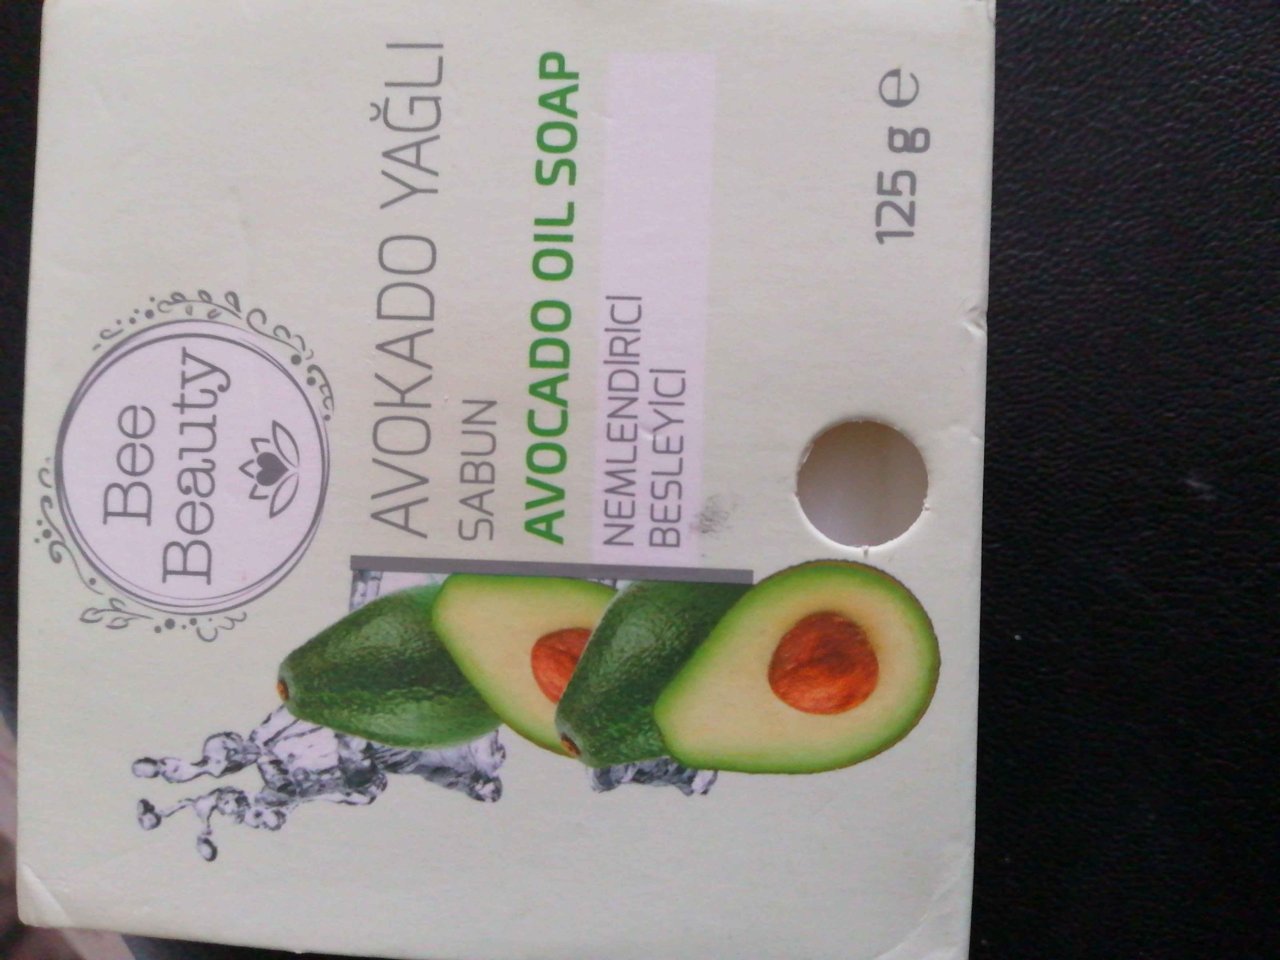 Bee
Beauty
AVOKADO YAĞLI
SABUN
AVOCADO OIL SOAP
NEMLENDİRİCİ
BESLEYİCİ
125 g e